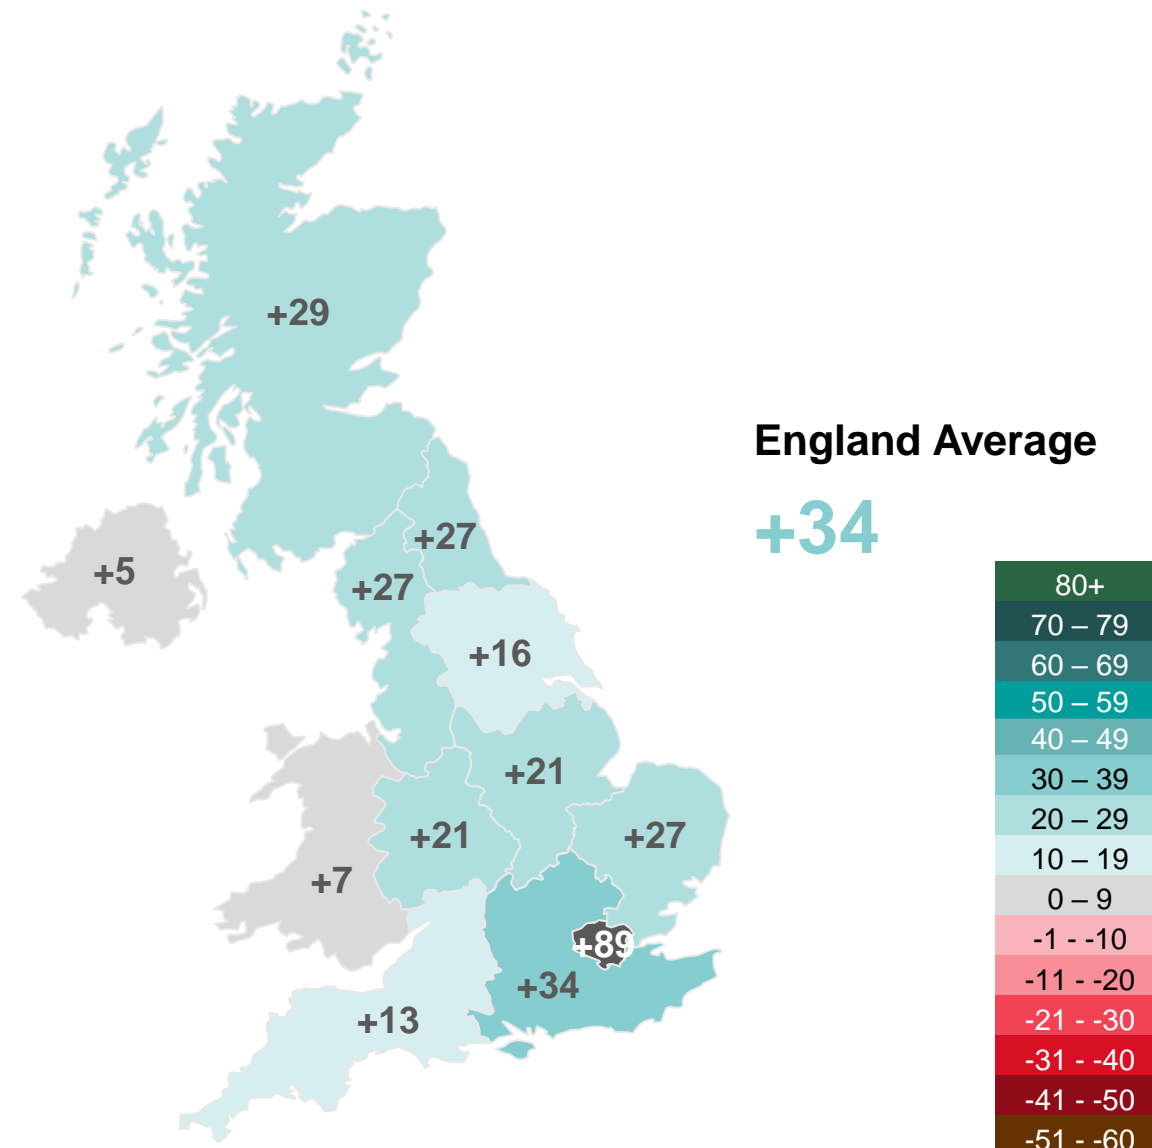 +29
England Average
+34
+27
+5
+27
+16
+21
+21
+27
+7
+89
+34
+13
80+
70 – 79
60 – 69
50 – 59
40 – 49
30 – 39
20 – 29
10 – 19
0 – 9
-1 - -10
-11 - -20
-21 - -30
-31 - -40
-41 - -50
-51 - -60